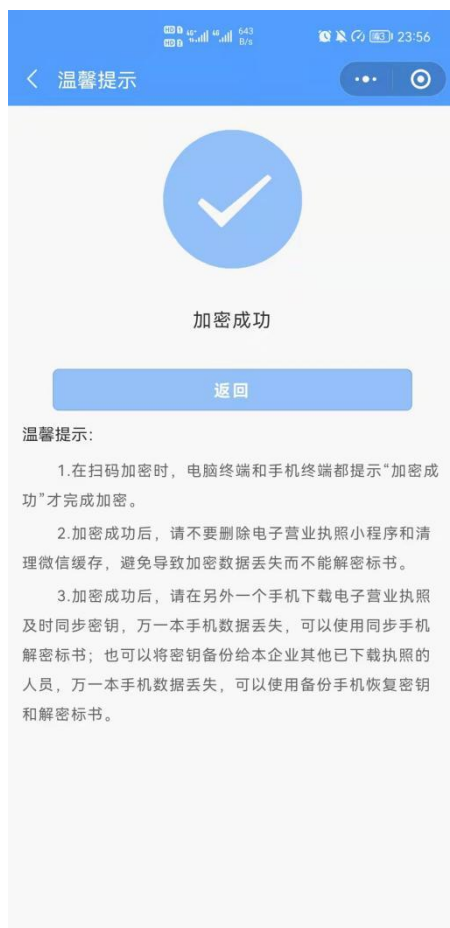 HD 46+ 46 643 B/s 63 23:56
温馨提示
加密成功
返回
温馨提示：
1.在扫码加密时，电脑终端和手机终端都提示“加密成
功”才完成加密。
2.加密成功后，请不要删除电子营业执照小程序和清
理微信缓存，避免导致加密数据丢失而不能解密标书。
3.加密成功后，请在另外一个手机下载电子营业执照
及时同步密钥，万一本手机数据丢失，可以使用同步手机
解密标书；也可以将密钥备份给本企业其他已下载执照的
人员，万一本手机数据丢失，可以使用备份手机恢复密钥
和解密标书。